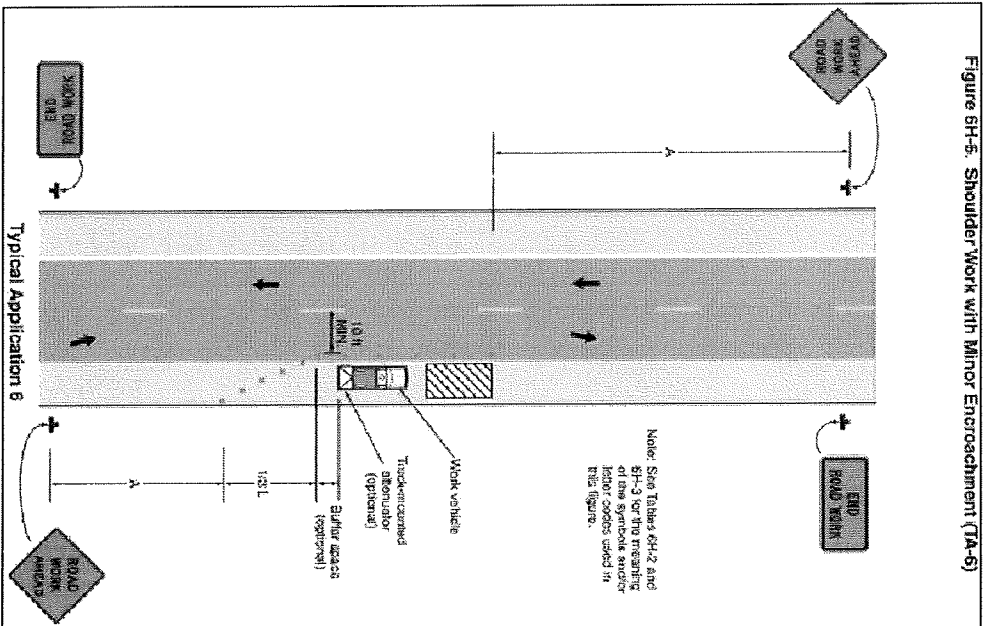 Figure 6H-6. Shoulder Work with Minor Encroachment (TA-6)
ROAD
WORK
AHEAD
A
END
ROAD WORK
Note: See Tables 6H-2 and
6H-3 for the meaning
of the symbols and/or
letter codes used in
this figure.
Work vehicle
Truck-mounted
attenuator
(optional)
10 ft
MIN.
Buffer space
(optional)
1/3 L
A
END
ROAD WORK
ROAD
WORK
AHEAD
Typical Application 6